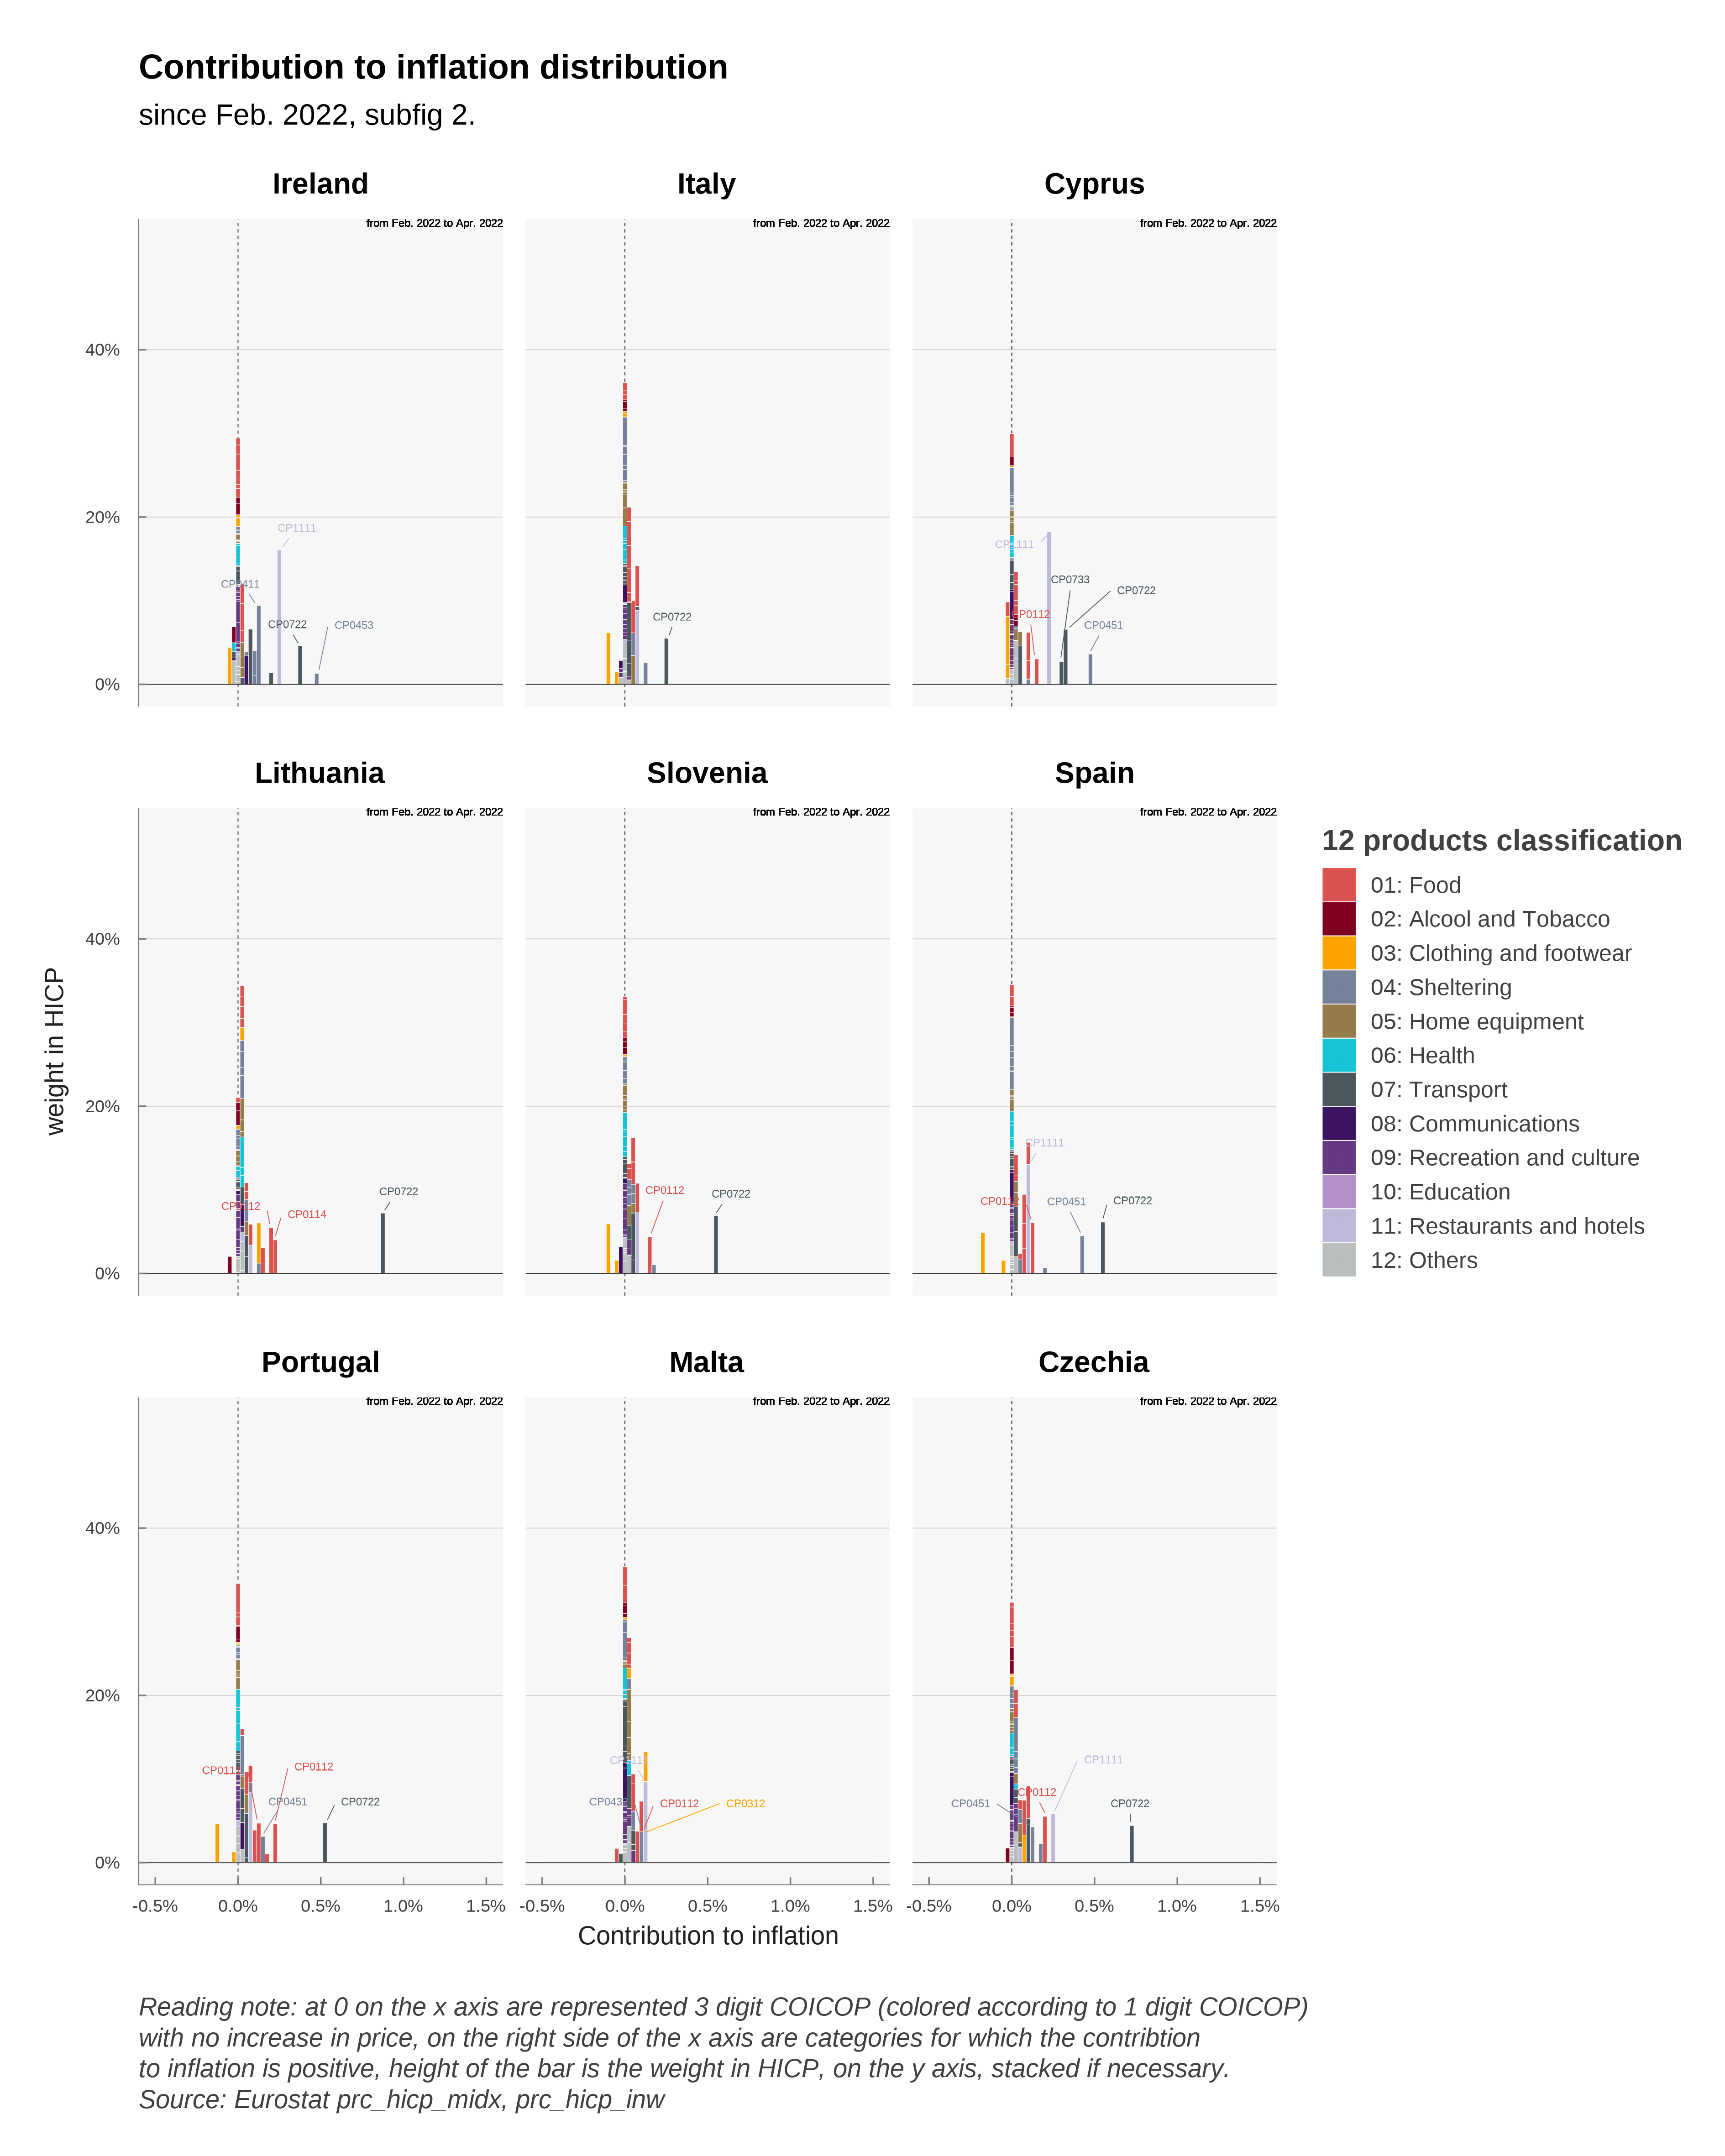 Contribution to inflation distribution
since Feb. 2022, subfig 2.
Ireland
Italy
Cyprus
from Feb. 2022 to Apr. 2022
from Feb. 2022 to Apr. 2022
from Feb. 2022 to Apr. 2022
40%
20%
0%
CP1111
CP0411
CP0722
CP0453
CP0722
CP1111
CP0733
CP0722
CP0112
CP0451
Lithuania
Slovenia
Spain
from Feb. 2022 to Apr. 2022
from Feb. 2022 to Apr. 2022
from Feb. 2022 to Apr. 2022
40%
20%
0%
CP0114
CP0722
CP0112
CP0722
CP1111
CP0112
CP0451
CP0722
weight in HICP
12 products classification
01: Food
02: Alcool and Tobacco
03: Clothing and footwear
04: Sheltering
05: Home equipment
06: Health
07: Transport
08: Communications
09: Recreation and culture
10: Education
11: Restaurants and hotels
12: Others
Portugal
Malta
Czechia
from Feb. 2022 to Apr. 2022
from Feb. 2022 to Apr. 2022
from Feb. 2022 to Apr. 2022
40%
20%
0%
CP0112
CP0451
CP0722
CP0112
CP0312
CP0451
CP0112
CP1111
CP0722
-0.5% 0.0% 0.5% 1.0% 1.5%
-0.5% 0.0% 0.5% 1.0% 1.5%
-0.5% 0.0% 0.5% 1.0% 1.5%
Contribution to inflation
Reading note: at 0 on the x axis are represented 3 digit COICOP (colored according to 1 digit COICOP)
with no increase in price, on the right side of the x axis are categories for which the contribtion
to inflation is positive, height of the bar is the weight in HICP, on the y axis, stacked if necessary.
Source: Eurostat prc_hicp_midx, prc_hicp_inw